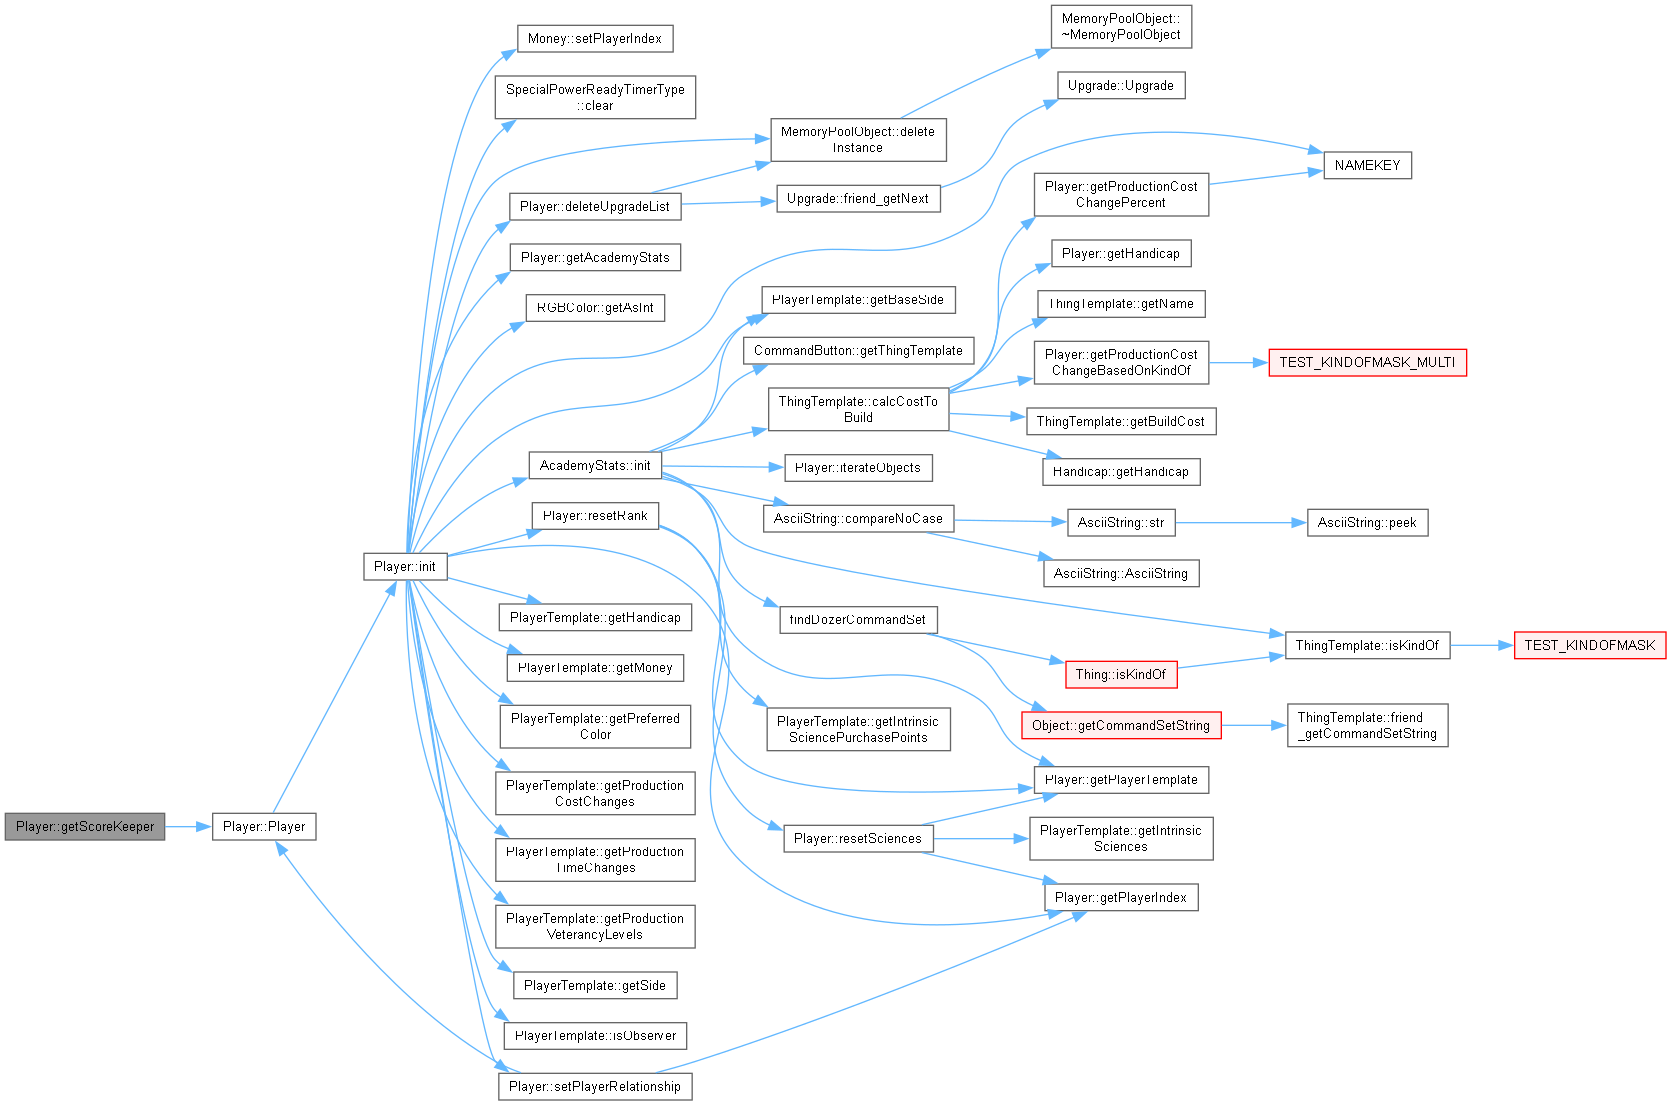 Player::getScoreKeeper
Player::Player
Player::init
Money::setPlayerIndex
SpecialPowerReadyTimerType
::clear
Player::deleteUpgradeList
Player::getAcademyStats
RGBColor::getAsInt
AcademyStats::init
Player::resetRank
PlayerTemplate::getHandicap
PlayerTemplate::getMoney
PlayerTemplate::getPreferred
Color
PlayerTemplate::getProduction
CostChanges
PlayerTemplate::getProduction
TimeChanges
PlayerTemplate::getProduction
VeterancyLevels
PlayerTemplate::getSide
PlayerTemplate::isObserver
Player::setPlayerRelationship
MemoryPoolObject::delete
Instance
Upgrade::friend_getNext
PlayerTemplate::getBaseSide
CommandButton::getThingTemplate
ThingTemplate::calcCostTo
Build
Player::iterateObjects
AsciiString::compareNoCase
findDozerCommandSet
PlayerTemplate::getIntrinsic
SciencePurchasePoints
Player::resetSciences
MemoryPoolObject::
~MemoryPoolObject
Upgrade::Upgrade
Player::getProductionCost
ChangePercent
Player::getHandicap
ThingTemplate::getName
Player::getProductionCost
ChangeBasedOnKindOf
ThingTemplate::getBuildCost
Handicap::getHandicap
AsciiString::str
AsciiString::AsciiString
Thing::isKindOf
Object::getCommandSetString
Player::getPlayerTemplate
PlayerTemplate::getIntrinsic
Sciences
Player::getPlayerIndex
NAMEKEY
TEST_KINDOFMASK_MULTI
AsciiString::peek
ThingTemplate::isKindOf
ThingTemplate::friend
_getCommandSetString
TEST_KINDOFMASK